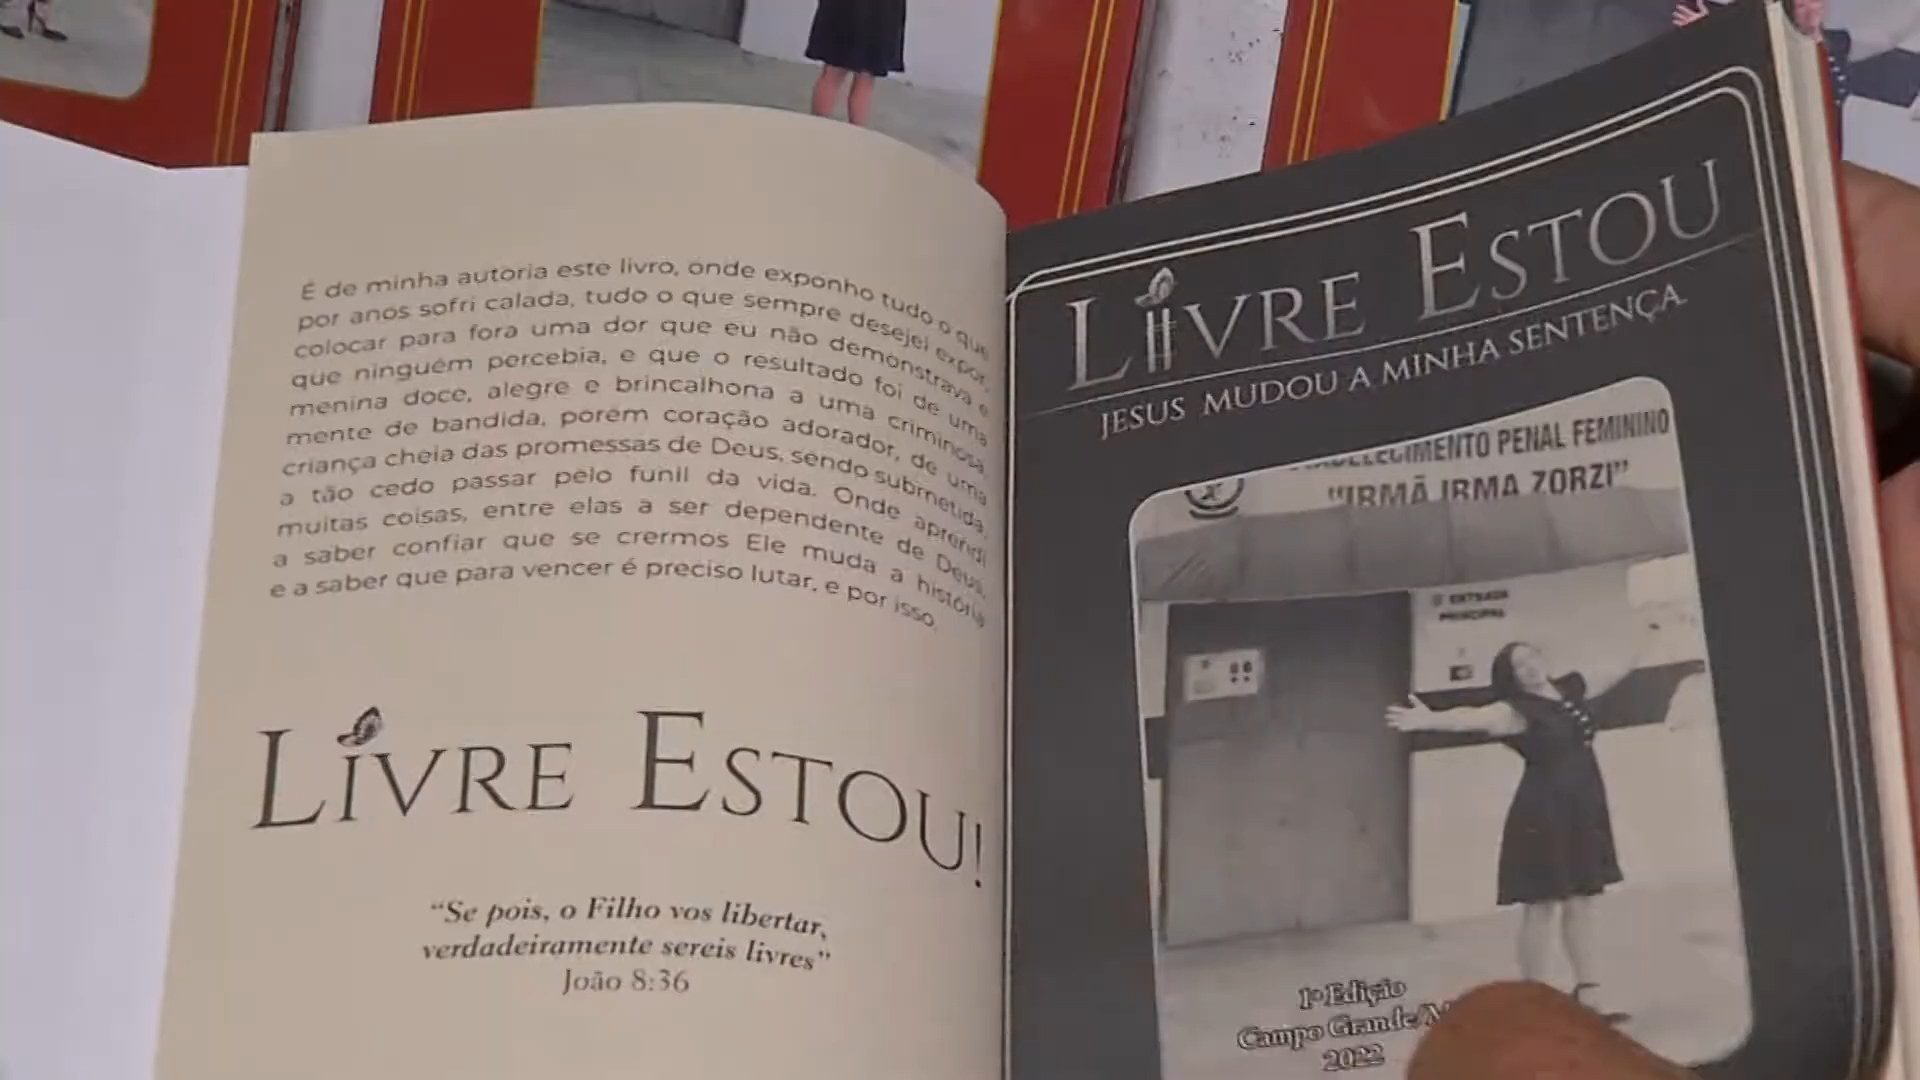 É de minha autoria este livro, onde exponho tudo o que
por anos sofri calada, tudo o que sempre desejei expor,
colocar para fora uma dor que eu não demonstrava e
que ninguém percebia, e que o resultado foi de uma
menina doce, alegre e brincalhona a uma criminosa
mente de bandida, porém coração adorador, de uma
criança cheia das promessas de Deus, sendo submetida,
a tão cedo passar pelo funil da vida. Onde aprendi
muitas coisas, entre elas a ser dependente de Deus,
a saber confiar que se crermos Ele muda a história
e a saber que para vencer é preciso lutar, e por isso.
LIVRE ESTOU!
“Se pois, o Filho vos libertar,
verdadeiramente sereis livres”
João 8:36
LIVRE ESTOU
JESUS MUDOU A MINHA SENTENÇA
PENAL FEMININO
“IRMÃ IRMA ZORZI”
ENTRADA
PRINCIPAL
1ª Edição
Campo Grande/M
2022